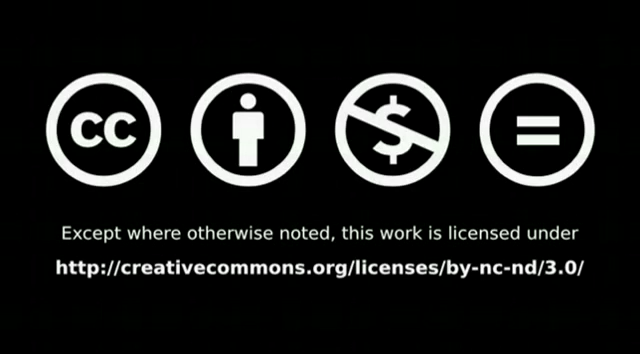 cc $ =
Except where otherwise noted, this work is licensed under
http://creativecommons.org/licenses/by-nc-nd/3.0/